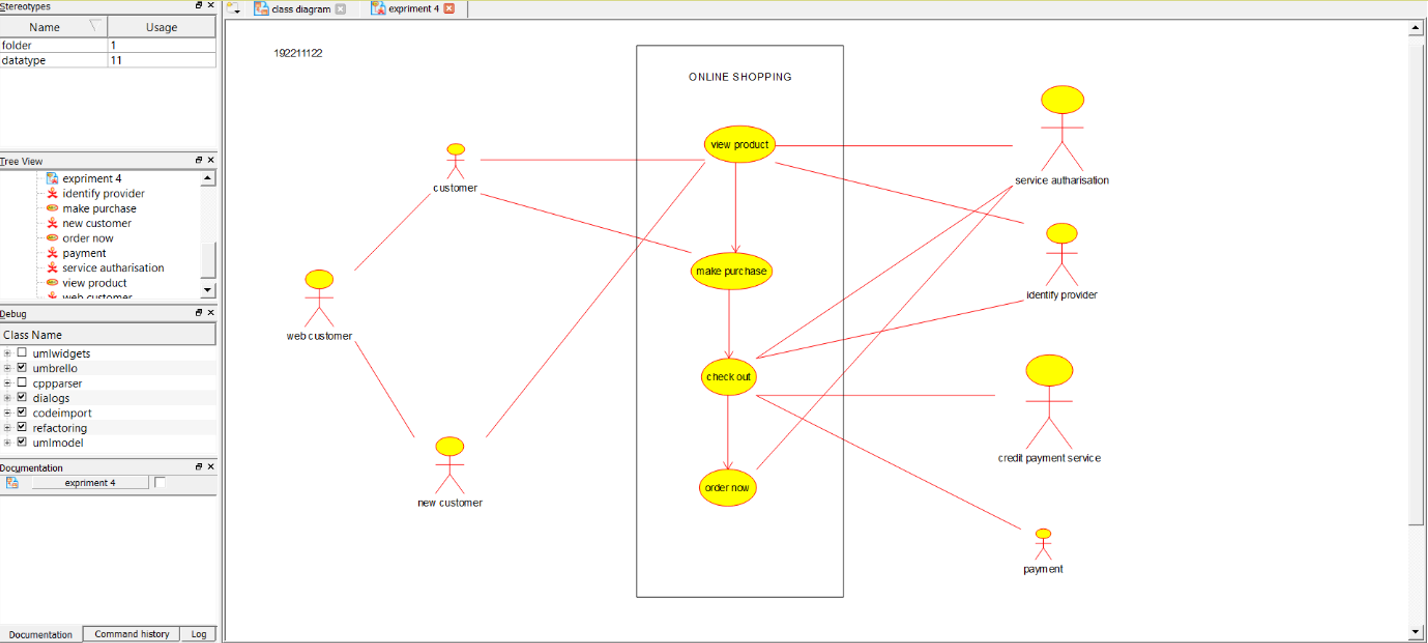 Stereotypes
Name Usage
folder 1
datatype 11
Tree View
expriment 4
identify provider
make purchase
new customer
order now
payment
service autharisation
view product
web customer
Debug
Class Name
umlwidgets
umbrello
cppparser
dialogs
codeimport
refactoring
umlmodel
Documentation
expriment 4
Documentation Command history Log
class diagram expriment 4
192211122
ONLINE SHOPPING
view product
customer
service autharisation
make purchase
identify provider
web customer
check out
credit payment service
order now
new customer
payment